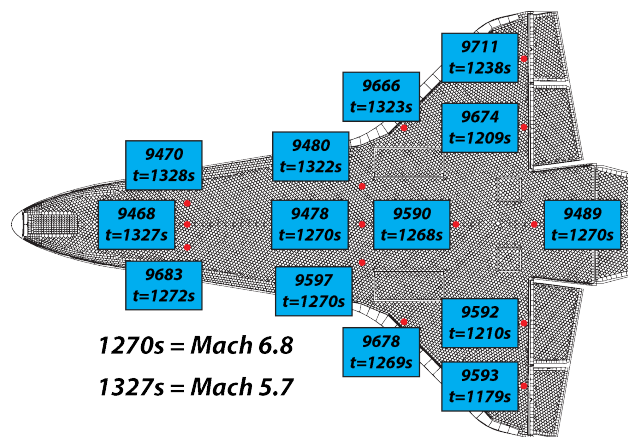 9711
t=1238s
9666
t=1323s
9674
t=1209s
9480
t=1322s
9470
t=1328s
9468
t=1327s
9478
t=1270s
9590
t=1268s
9489
t=1270s
9683
t=1272s
9597
t=1270s
9592
t=1210s
9678
t=1269s
9593
t=1179s
1270s = Mach 6.8
1327s = Mach 5.7